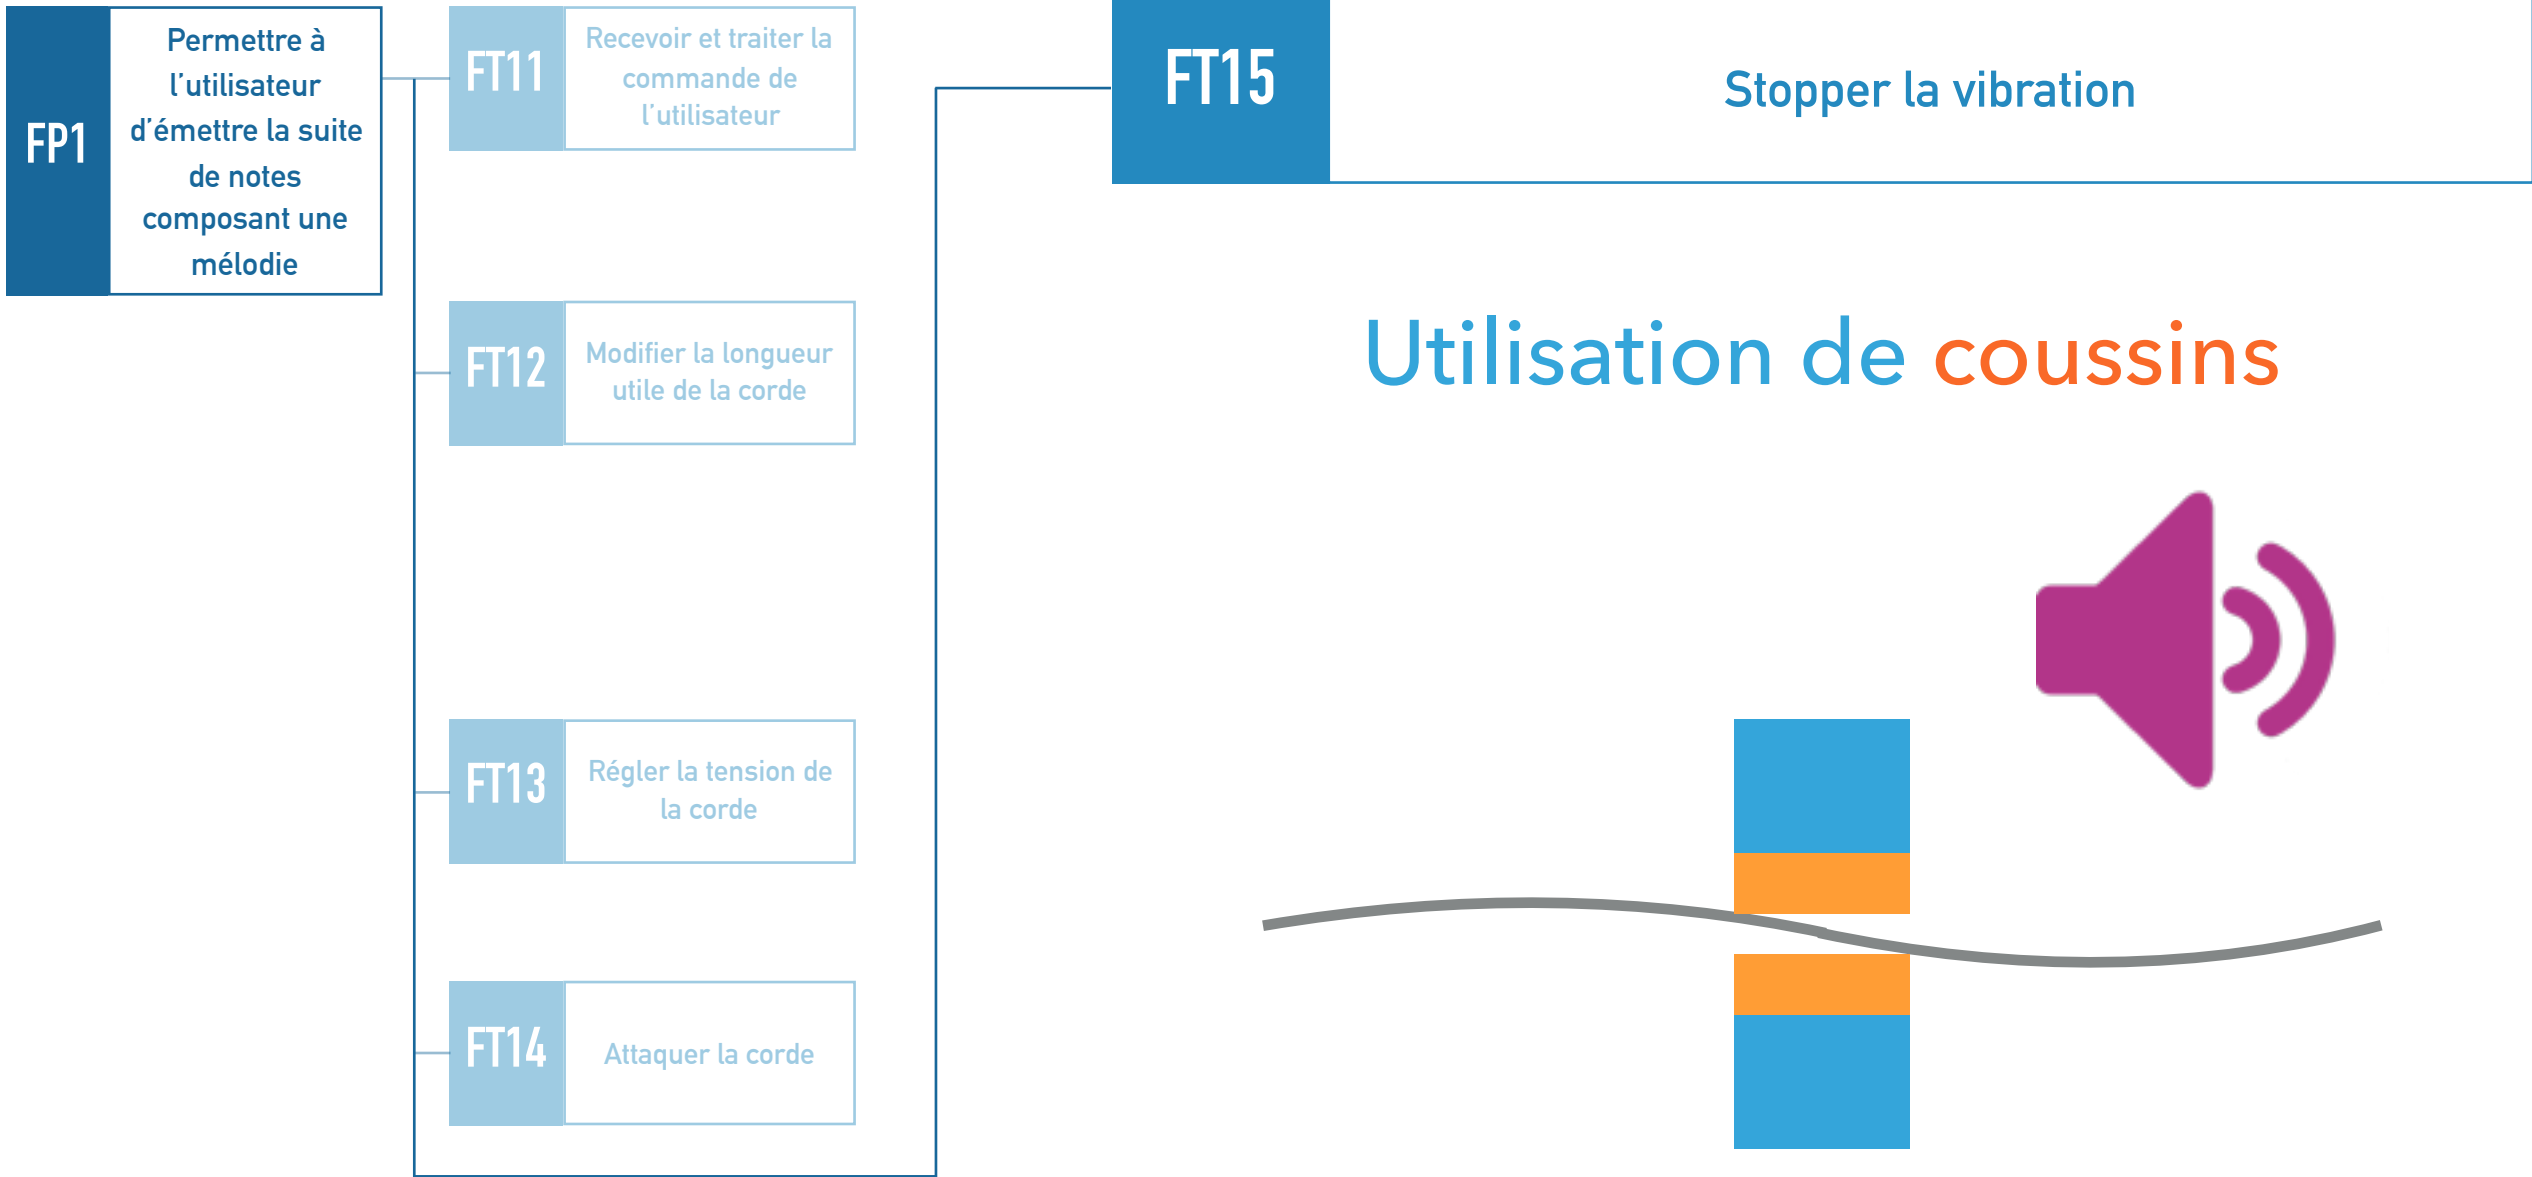 FP1
Permettre à
l’utilisateur
d’émettre la suite
de notes
composant une
mélodie
FT11
Recevoir et traiter la
commande de
l’utilisateur
FT12
Modifier la longueur
utile de la corde
FT13
Régler la tension de
la corde
FT14
Attaquer la corde
FT15
Stopper la vibration
Utilisation de coussins